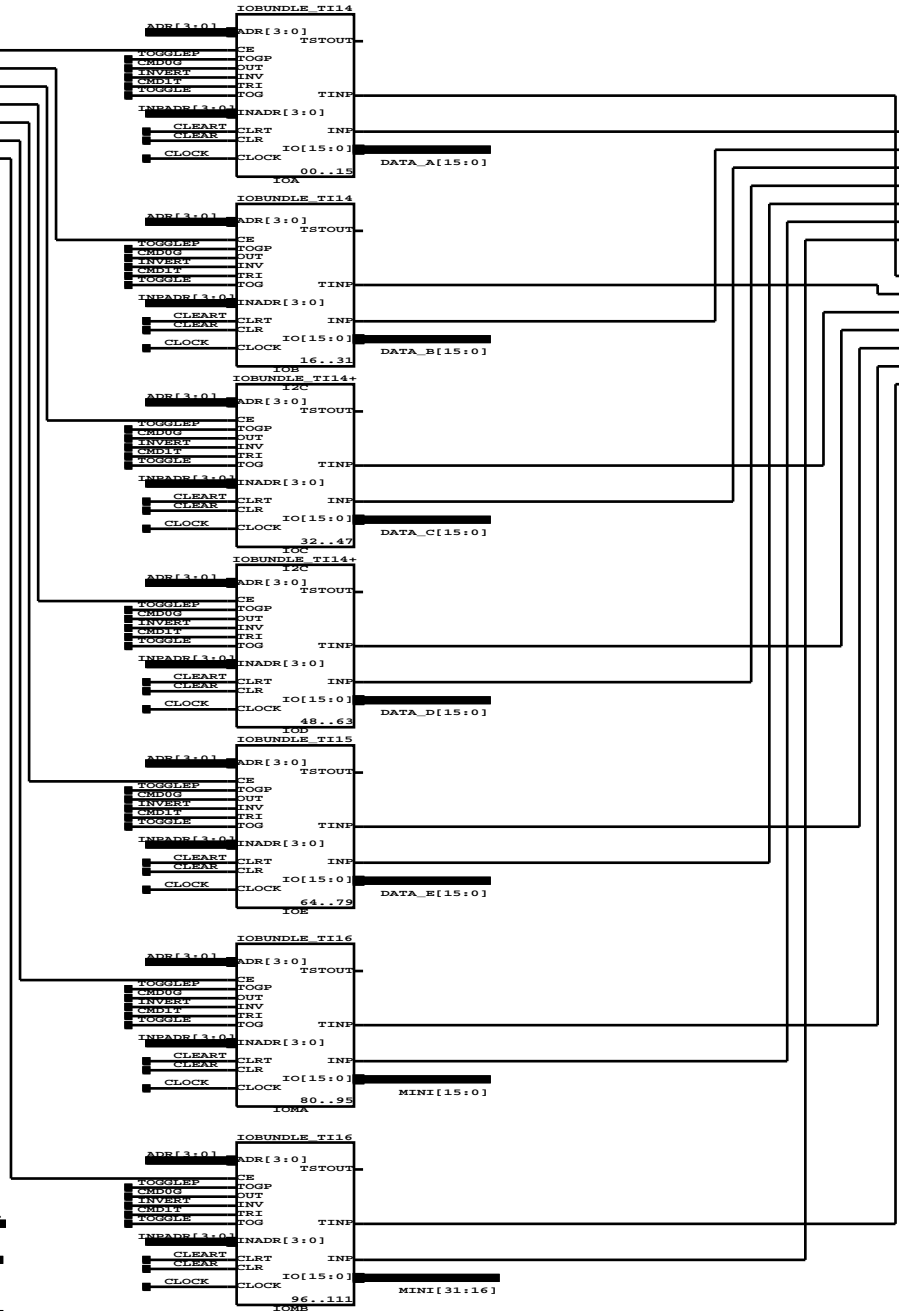 IOBUNDLE_TI14
ADR[3:0] ADR[3:0]
TSTOUT
CE
TOGGLEP TOGP
CMD0G OUT
INVERT INV
CMD1T TRI
TOGGLE TOG TINP
INPADR[3:0] INADR[3:0]
CLEART CLRT INP
CLEAR CLR
IO[15:0]
CLOCK CLOCK
DATA_A[15:0]
00..15
IOA
IOBUNDLE_TI14
ADR[3:0] ADR[3:0]
TSTOUT
CE
TOGGLEP TOGP
CMD0G OUT
INVERT INV
CMD1T TRI
TOGGLE TOG TINP
INPADR[3:0] INADR[3:0]
CLEART CLRT INP
CLEAR CLR
IO[15:0]
CLOCK CLOCK
DATA_B[15:0]
16..31
IOB
IOBUNDLE_TI14+
I2C
ADR[3:0] ADR[3:0]
TSTOUT
CE
TOGGLEP TOGP
CMD0G OUT
INVERT INV
CMD1T TRI
TOGGLE TOG TINP
INPADR[3:0] INADR[3:0]
CLEART CLRT INP
CLEAR CLR
IO[15:0]
CLOCK CLOCK
DATA_C[15:0]
32..47
IOC
IOBUNDLE_TI14+
I2C
ADR[3:0] ADR[3:0]
TSTOUT
CE
TOGGLEP TOGP
CMD0G OUT
INVERT INV
CMD1T TRI
TOGGLE TOG TINP
INPADR[3:0] INADR[3:0]
CLEART CLRT INP
CLEAR CLR
IO[15:0]
CLOCK CLOCK
DATA_D[15:0]
48..63
IOD
IOBUNDLE_TI15
ADR[3:0] ADR[3:0]
TSTOUT
CE
TOGGLEP TOGP
CMD0G OUT
INVERT INV
CMD1T TRI
TOGGLE TOG TINP
INPADR[3:0] INADR[3:0]
CLEART CLRT INP
CLEAR CLR
IO[15:0]
CLOCK CLOCK
DATA_E[15:0]
64..79
IOE
IOBUNDLE_TI16
ADR[3:0] ADR[3:0]
TSTOUT
CE
TOGGLEP TOGP
CMD0G OUT
INVERT INV
CMD1T TRI
TOGGLE TOG TINP
INPADR[3:0] INADR[3:0]
CLEART CLRT INP
CLEAR CLR
IO[15:0]
CLOCK CLOCK
MINI[15:0]
80..95
IOMA
IOBUNDLE_TI16
ADR[3:0] ADR[3:0]
TSTOUT
CE
TOGGLEP TOGP
CMD0G OUT
INVERT INV
CMD1T TRI
TOGGLE TOG TINP
INPADR[3:0] INADR[3:0]
CLEART CLRT INP
CLEAR CLR
IO[15:0]
CLOCK CLOCK
MINI[31:16]
96..111
IOMB